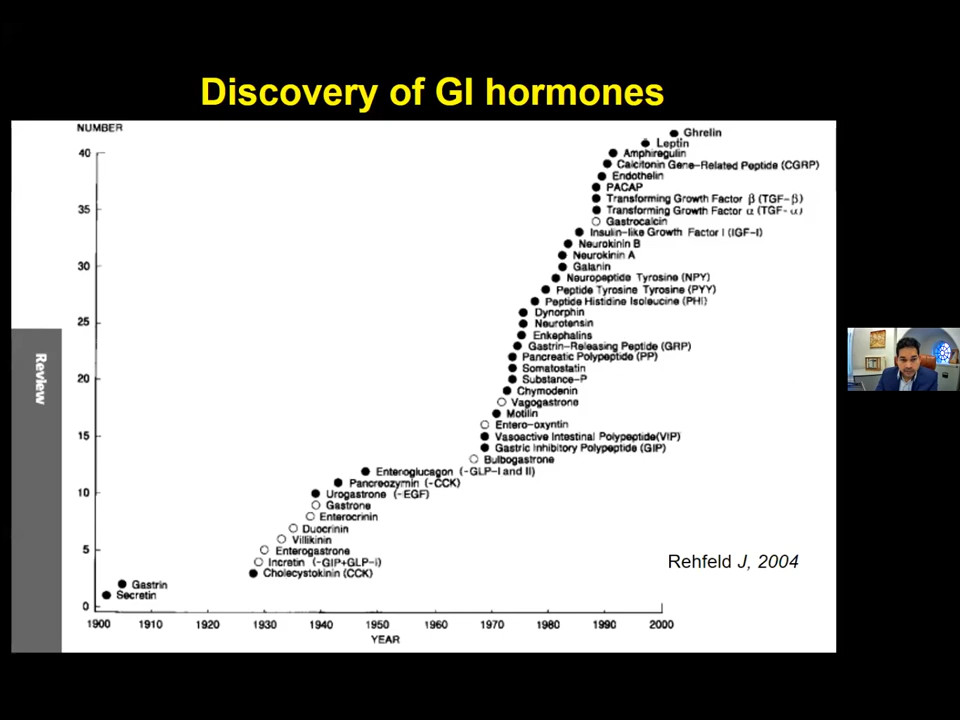 Discovery of GI hormones
NUMBER
Ghrelin
Leptin
40
Amphiregulin
Calcitonin Gene-Related Peptide (CGRP)
Endothelin
PACAP
Transforming Growth Factor β (TGF-β)
35
Transforming Growth Factor α (TGF-α)
Gastrocalcin
Insulin-like Growth Factor I (IGF-I)
Neurokinin B
Neurokinin A
30
Galanin
Neuropeptide Tyrosine (NPY)
Peptide Tyrosine Tyrosine (PYY)
Peptide Histidine Isoleucine (PHI)
Dynorphin
25
Neurotensin
Enkephalins
Gastrin-Releasing Peptide (GRP)
Pancreatic Polypeptide (PP)
Somatostatin
20
Substance-P
Chymodenin
Vagogastrone
Motilin
Entero-oxyntin
15
Vasoactive Intestinal Polypeptide(VIP)
Gastric Inhibitory Polypeptide (GIP)
Bulbogastrone
Enteroglucagon (-GLP-I and II)
Pancreozymin (-CCK)
10
Urogastrone (-EGF)
Gastrone
Enterocrinin
Duocrinin
Villikinin
5
Enterogastrone
Incretin (-GIP+GLP-I)
Cholecystokinin (CCK)
Gastrin
Secretin
0
1900 1910 1920 1930 1940 1950 1960 1970 1980 1990 2000
YEAR
Review
Rehfeld J, 2004